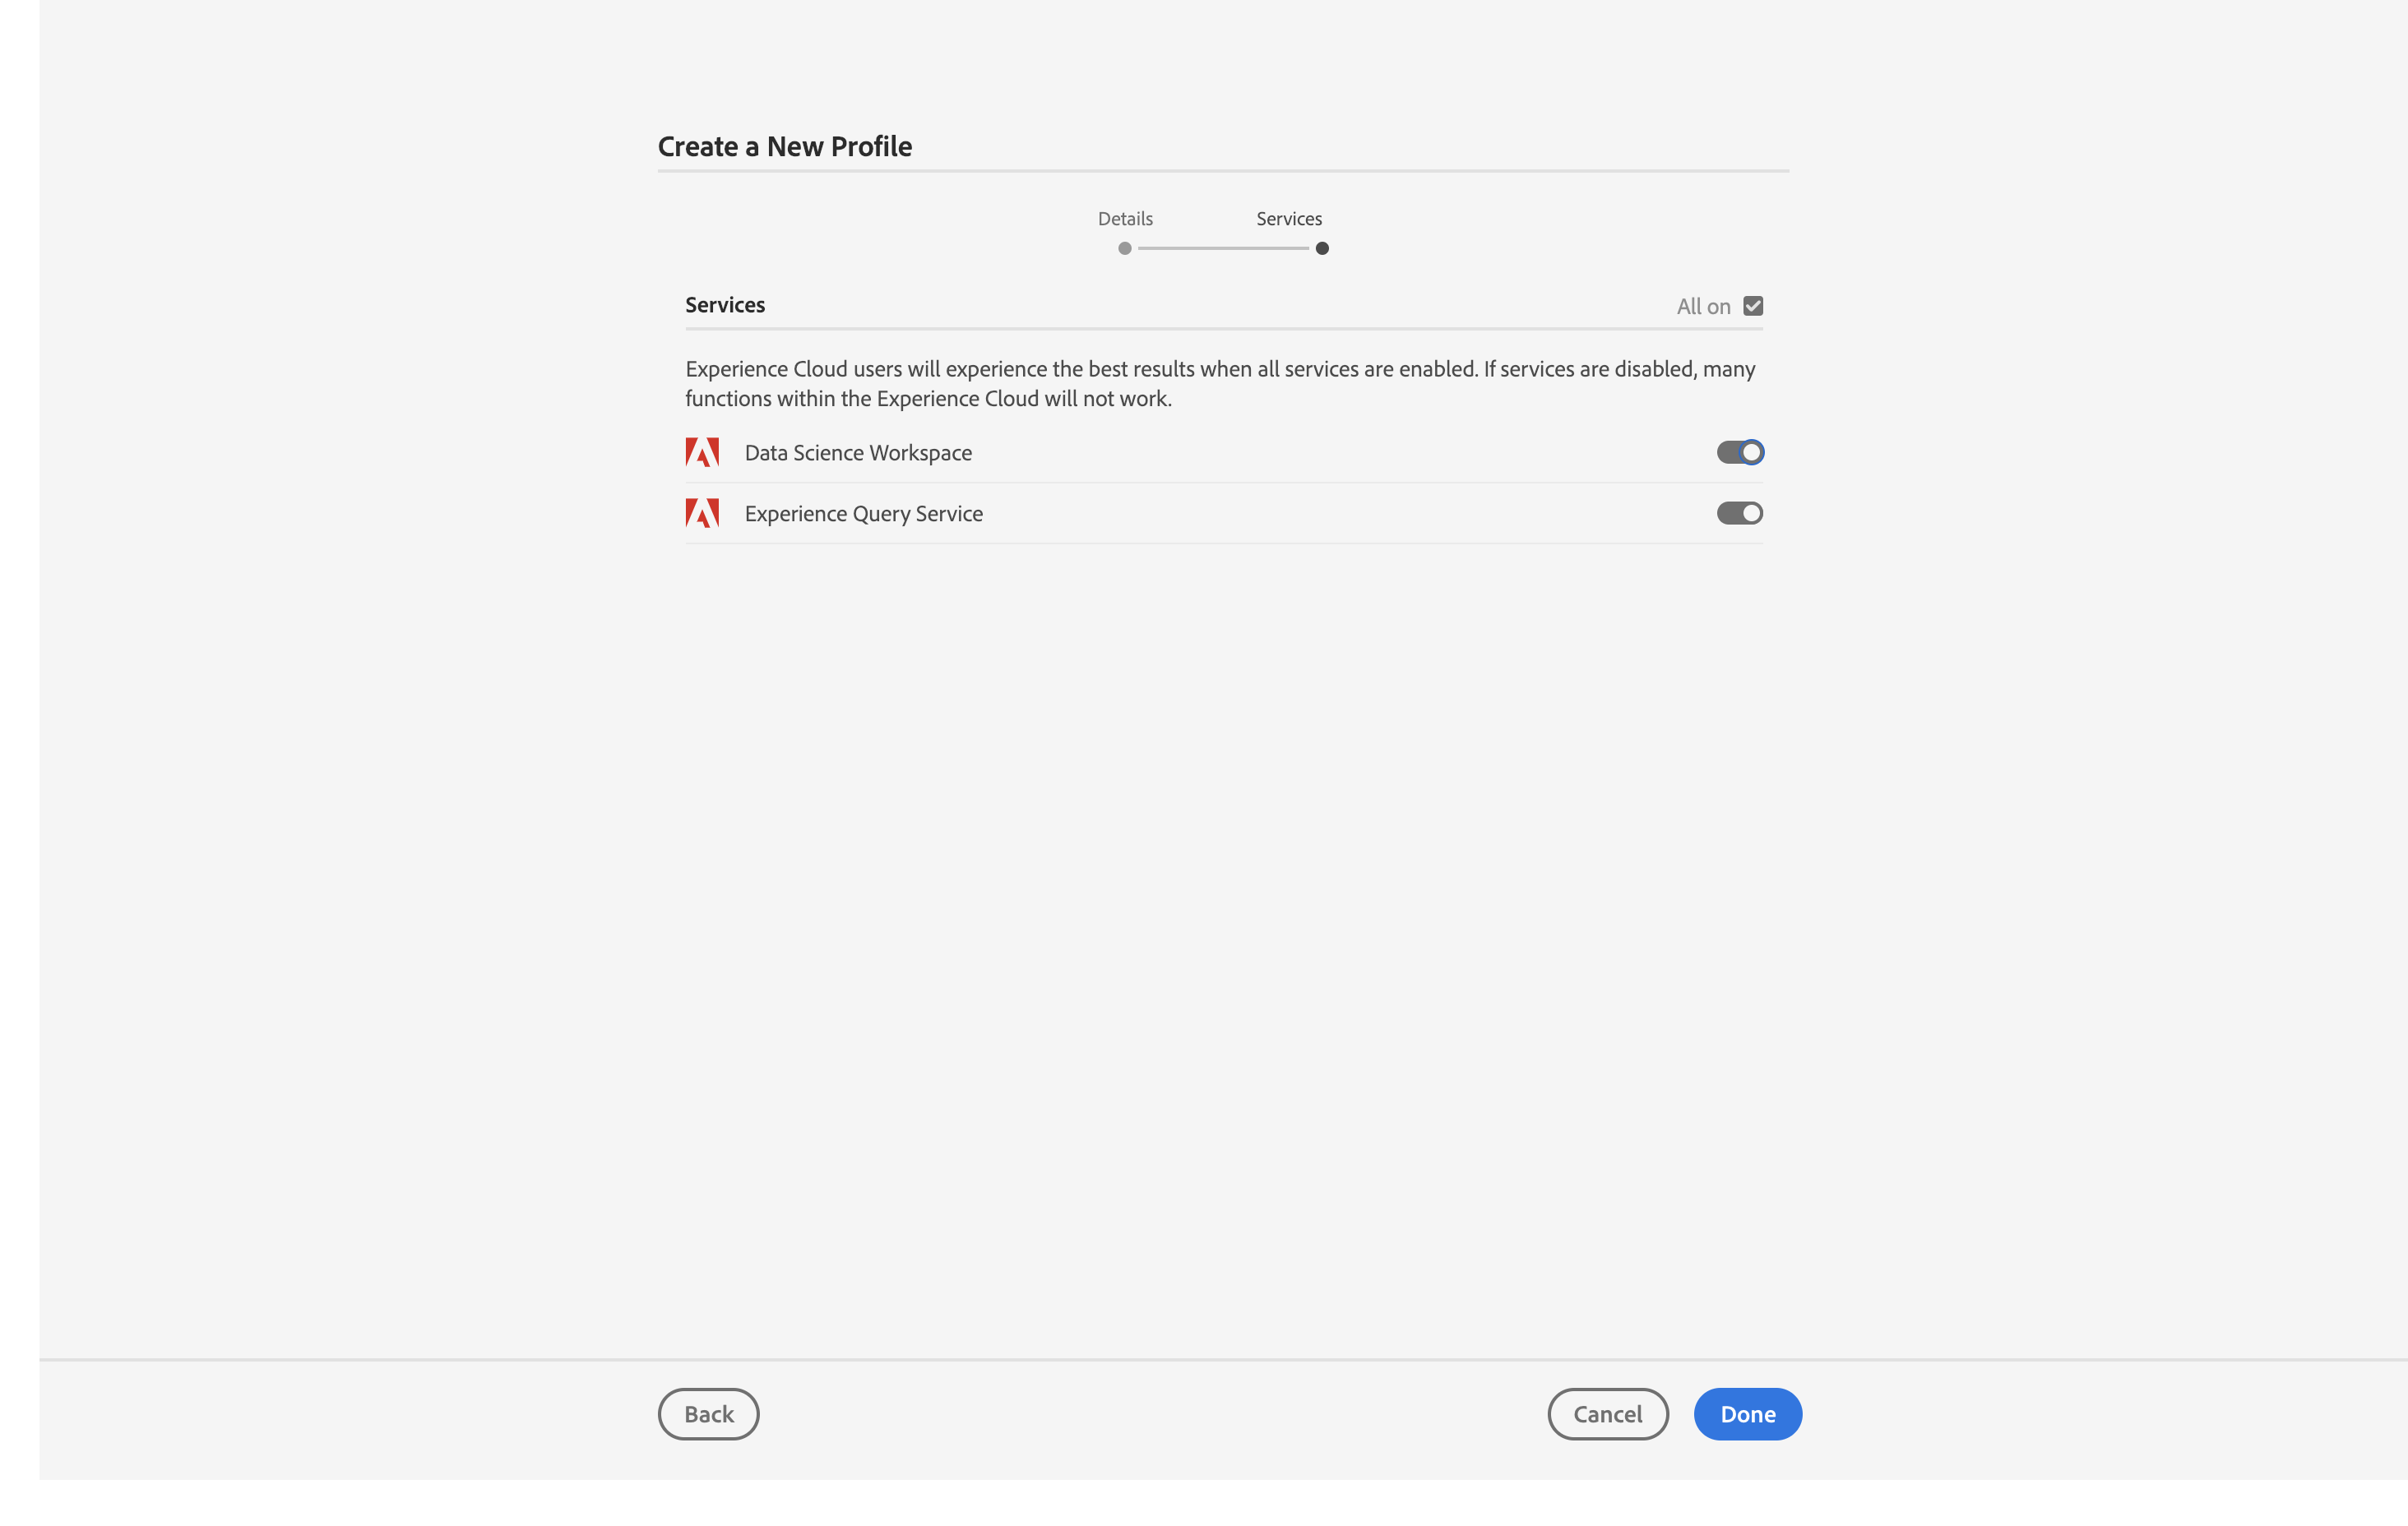 Create a New Profile
Details
Services
Services
All on
Experience Cloud users will experience the best results when all services are enabled. If services are disabled, many
functions within the Experience Cloud will not work.
Data Science Workspace
Experience Query Service
Back
Cancel
Done